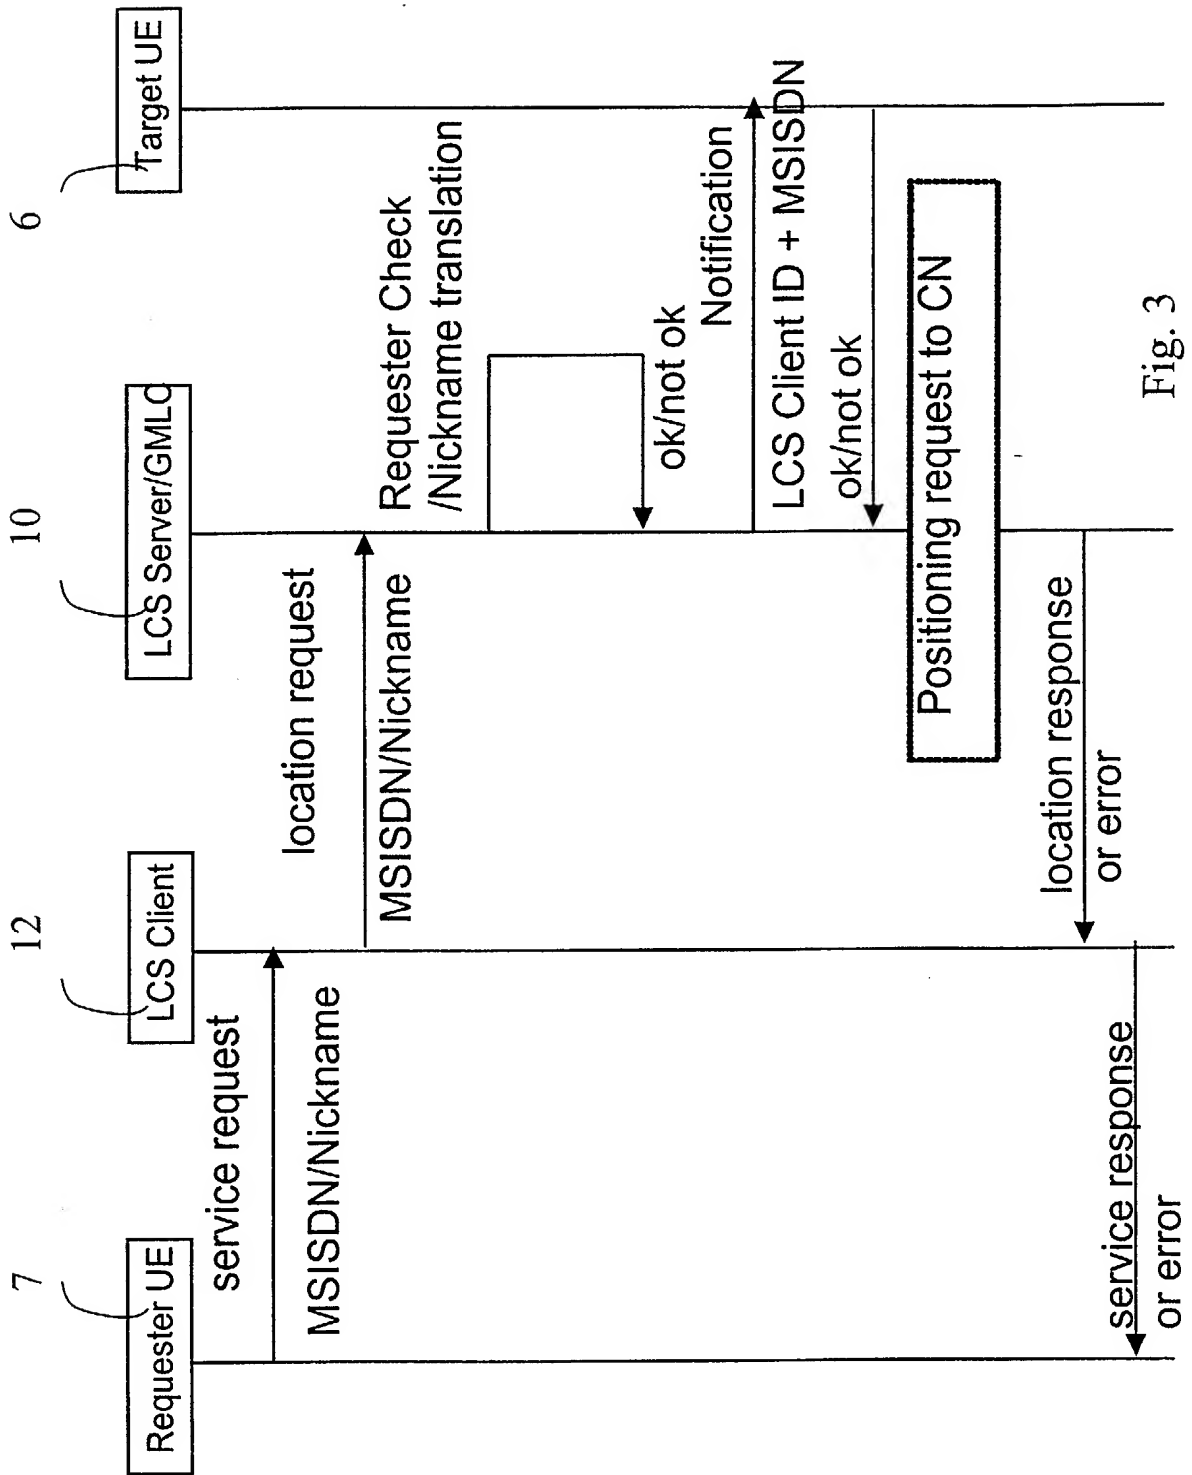 7
12
10
6
Requester UE
LCS Client
LCS Server/GMLC
Target UE
service request
MSISDN/Nickname
location request
MSISDN/Nickname
Requester Check
/Nickname translation
ok/not ok
Notification
LCS Client ID + MSISDN
ok/not ok
Positioning request to CN
location response
or error
service response
or error
Fig. 3